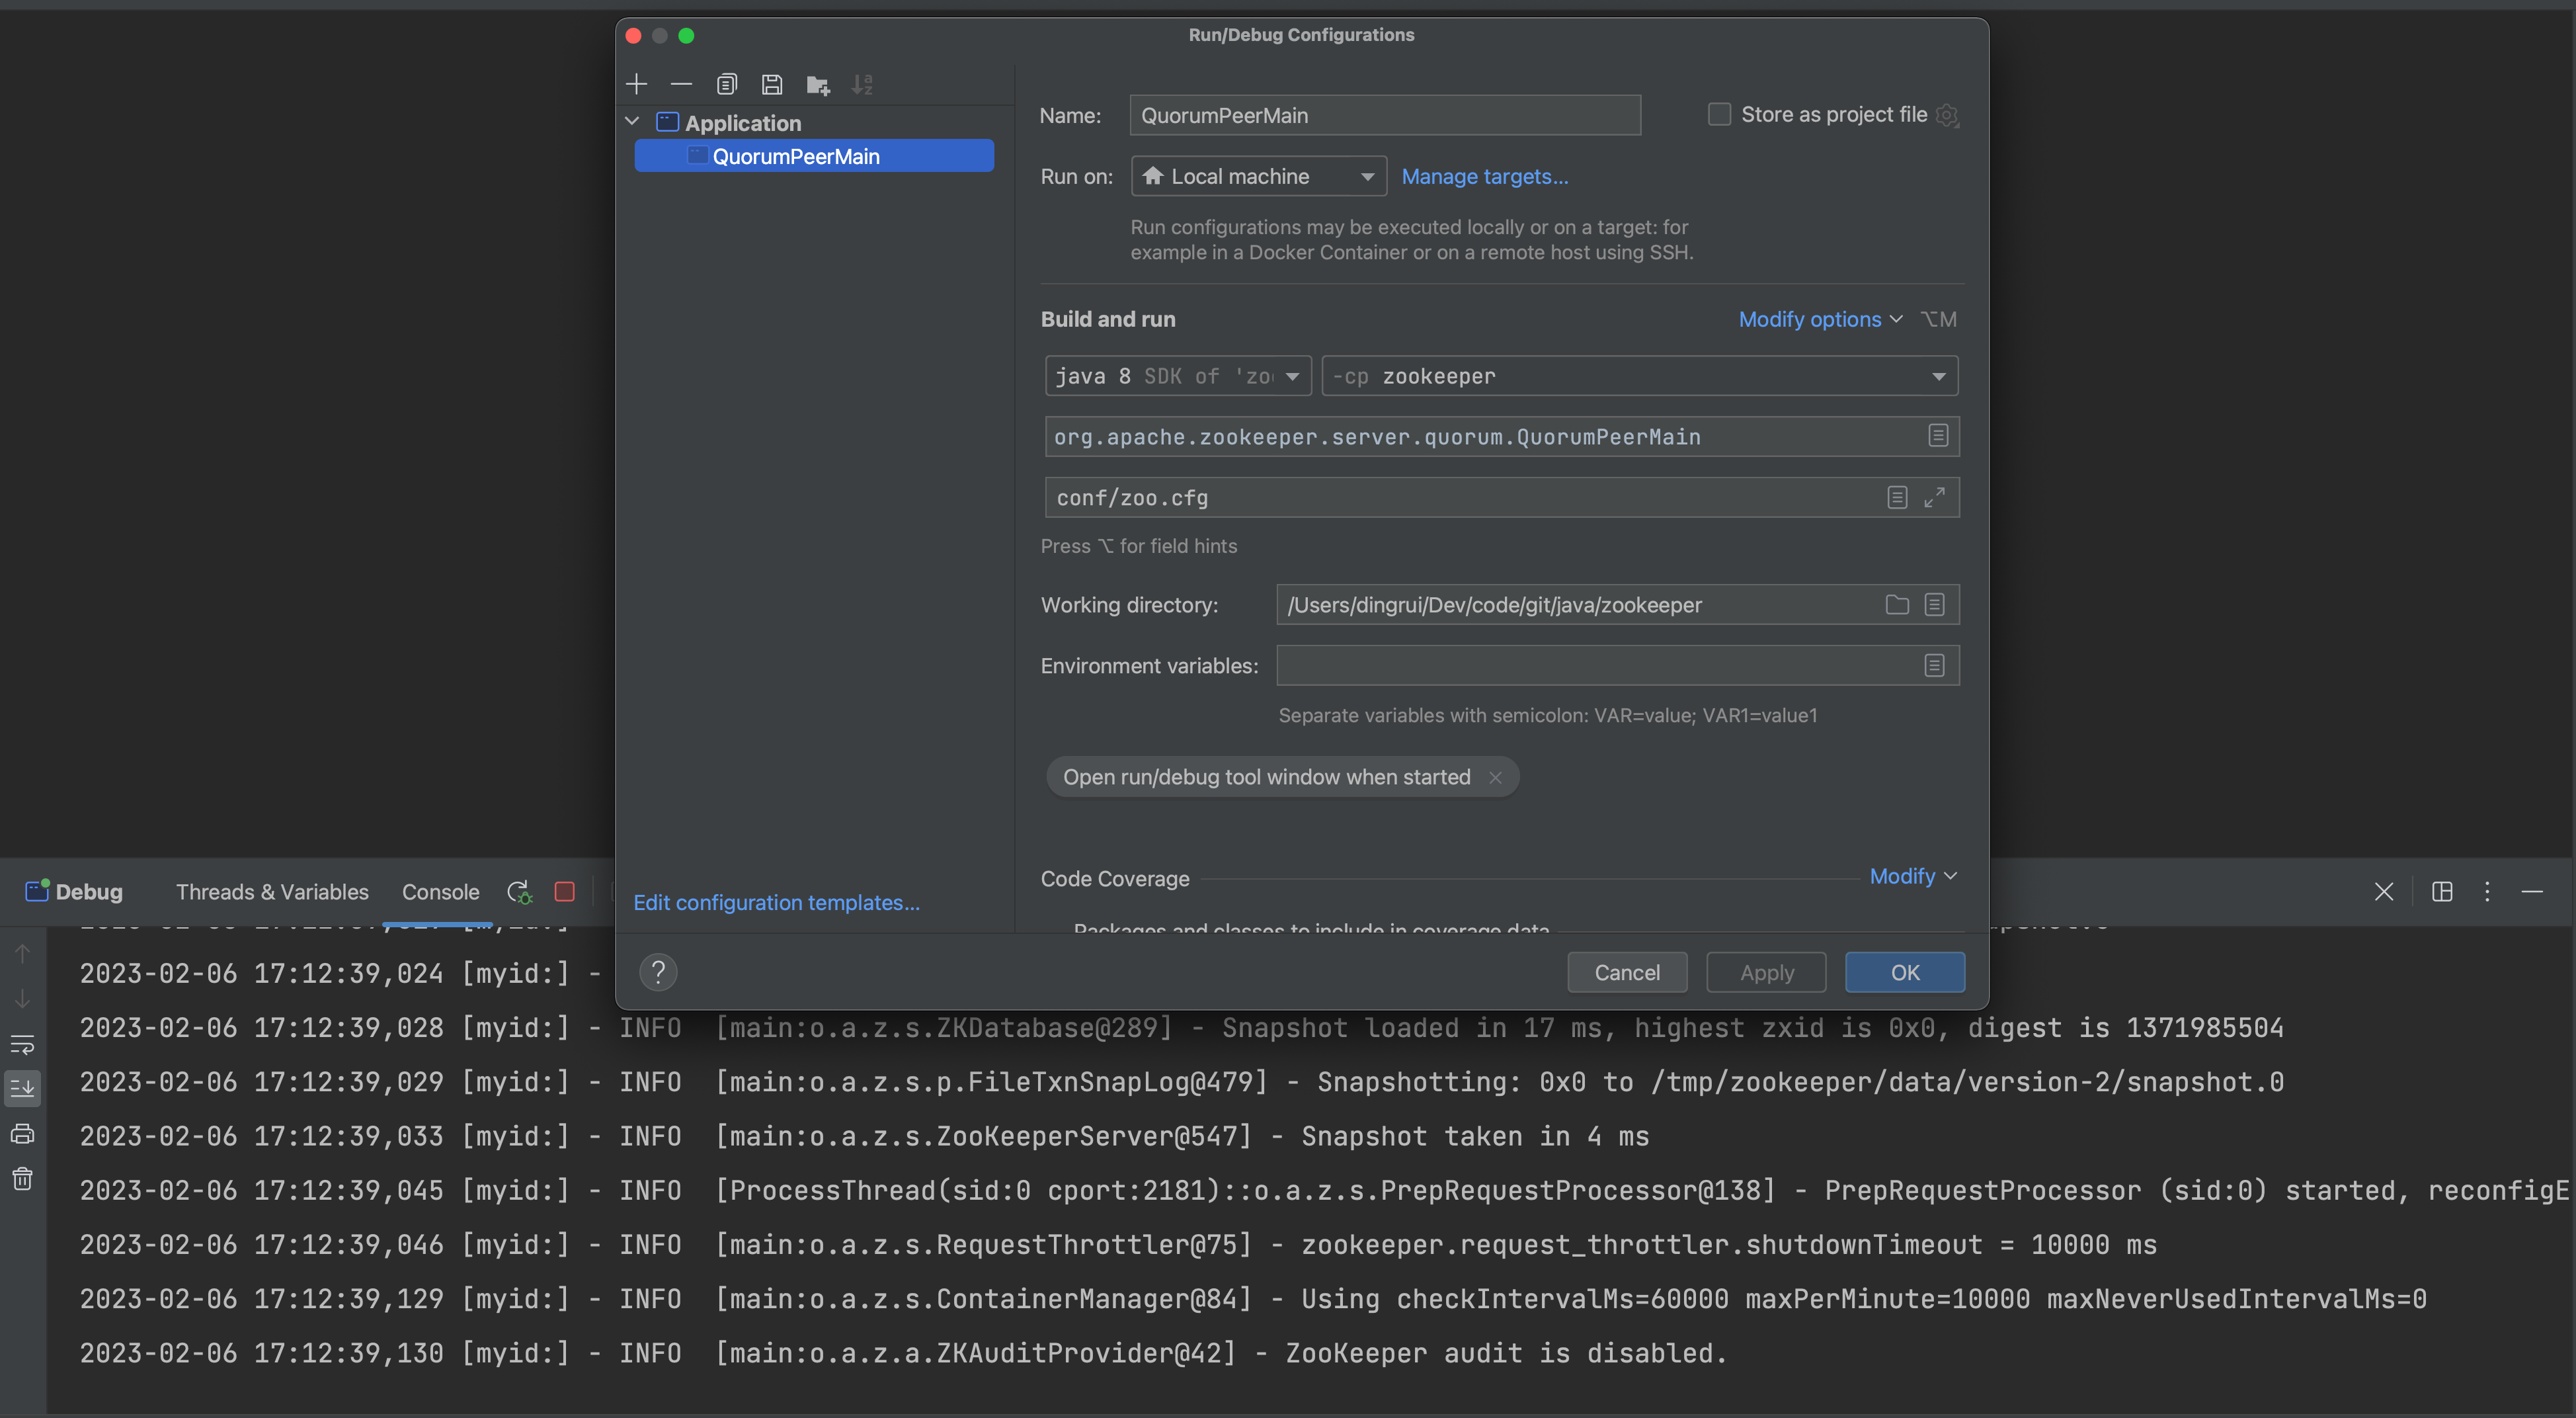 Run/Debug Configurations
Application
QuorumPeerMain
Edit configuration templates...
Name: QuorumPeerMain
Store as project file
Run on: Local machine Manage targets...
Run configurations may be executed locally or on a target: for
example in a Docker Container or on a remote host using SSH.
Build and run Modify options ⌥M
java 8 SDK of 'zo -cp zookeeper
org.apache.zookeeper.server.quorum.QuorumPeerMain
conf/zoo.cfg
Press ⌥ for field hints
Working directory: /Users/dingrui/Dev/code/git/java/zookeeper
Environment variables:
Separate variables with semicolon: VAR=value; VAR1=value1
Open run/debug tool window when started
Code Coverage Modify
Packages and classes to include in coverage data
? Cancel Apply OK
Debug Threads & Variables Console
2023-02-06 17:12:39,024 [myid:] -
2023-02-06 17:12:39,028 [myid:] - INFO [main:o.a.z.s.ZKDatabase@289] - Snapshot loaded in 17 ms, highest zxid is 0x0, digest is 1371985504
2023-02-06 17:12:39,029 [myid:] - INFO [main:o.a.z.s.p.FileTxnSnapLog@479] - Snapshotting: 0x0 to /tmp/zookeeper/data/version-2/snapshot.0
2023-02-06 17:12:39,033 [myid:] - INFO [main:o.a.z.s.ZooKeeperServer@547] - Snapshot taken in 4 ms
2023-02-06 17:12:39,045 [myid:] - INFO [ProcessThread(sid:0 cport:2181)::o.a.z.s.PrepRequestProcessor@138] - PrepRequestProcessor (sid:0) started, reconfigE
2023-02-06 17:12:39,046 [myid:] - INFO [main:o.a.z.s.RequestThrottler@75] - zookeeper.request_throttler.shutdownTimeout = 10000 ms
2023-02-06 17:12:39,129 [myid:] - INFO [main:o.a.z.s.ContainerManager@84] - Using checkIntervalMs=60000 maxPerMinute=10000 maxNeverUsedIntervalMs=0
2023-02-06 17:12:39,130 [myid:] - INFO [main:o.a.z.a.ZKAuditProvider@42] - ZooKeeper audit is disabled.